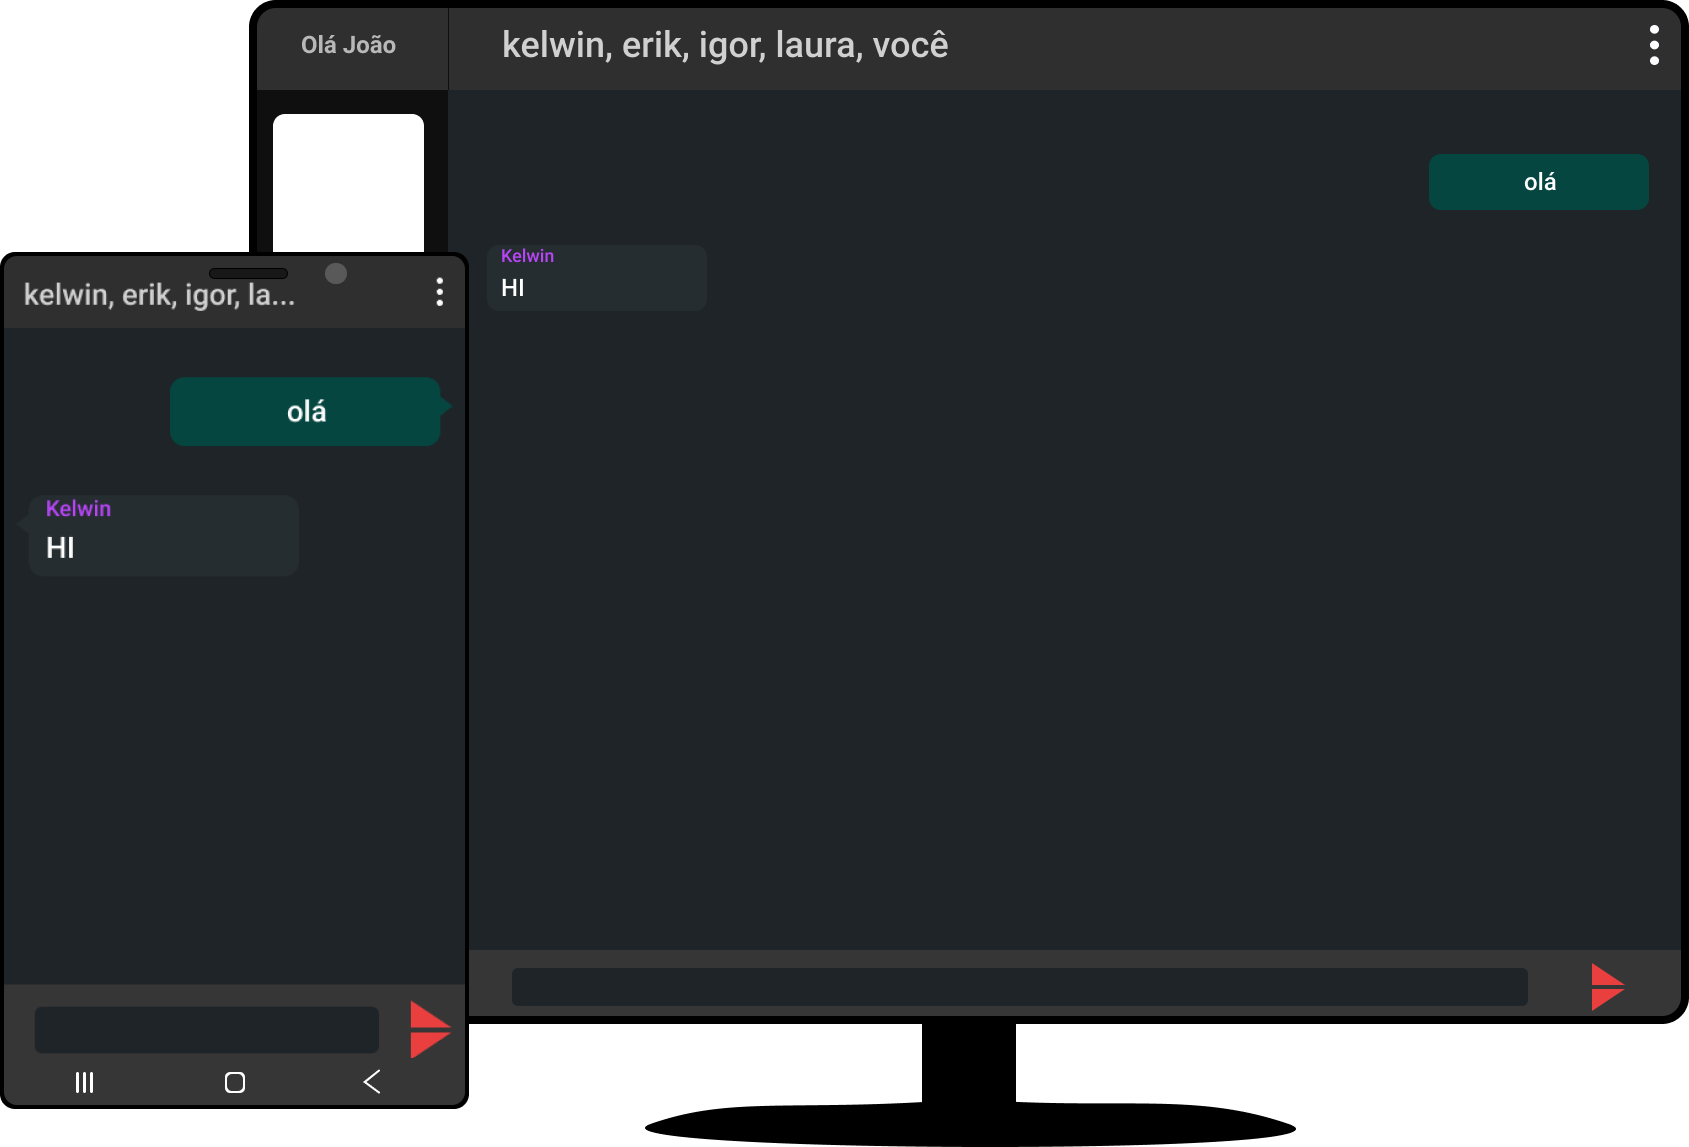 Olá João
kelwin, erik, igor, laura, você
olá
Kelwin
HI
kelwin, erik, igor, la...
olá
Kelwin
HI